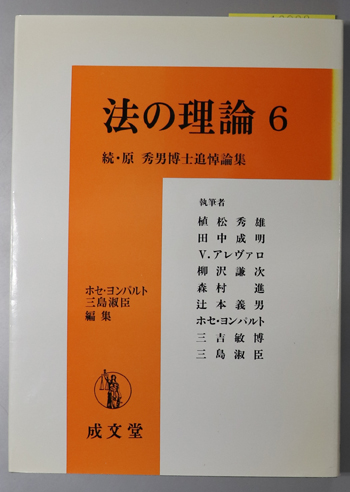 法の理論 6
続・原 秀男博士追悼論集
執筆者
植松秀雄
田中成明
V.アレヴァロ
柳沢謙次
森村 進
辻本義男
ホセ・ヨンパルト
三吉敏博
三島淑臣
ホセ・ヨンパルト
三島淑臣
編集
成文堂